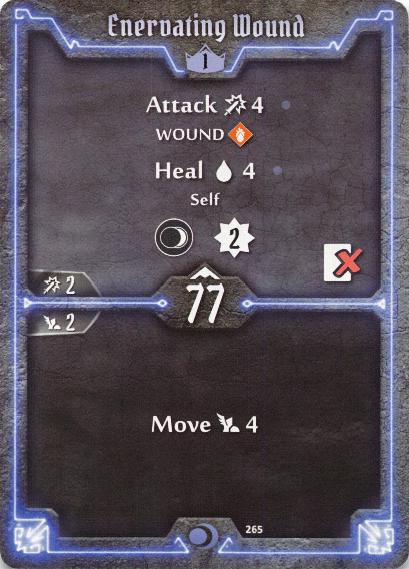 Enervating Wound
1
Attack 4
WOUND
Heal 4
Self
2
2
77
2
Move 4
265